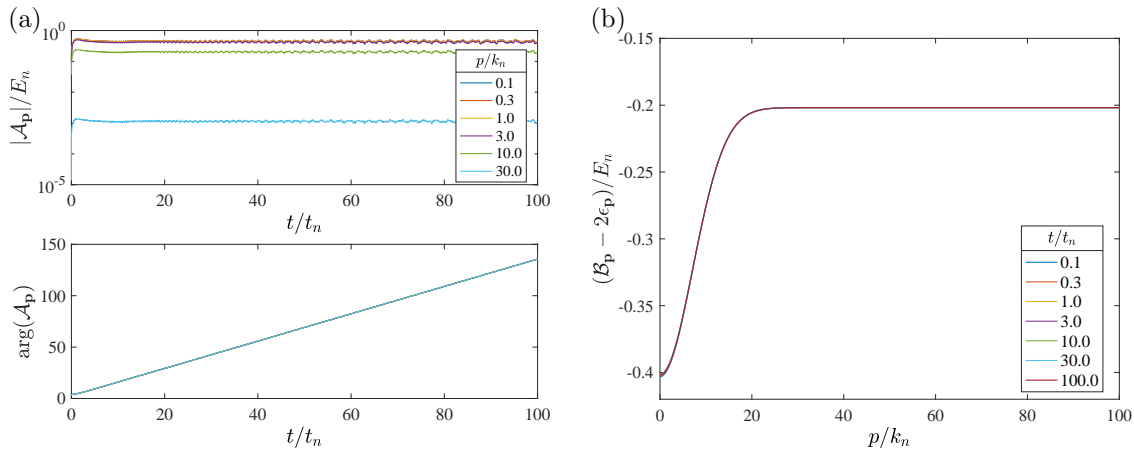 (a)
10^0
|𝒜_𝐩|/E_n
10^-5
p/k_n
0.1
0.3
1.0
3.0
10.0
30.0
0 20 40 60 80 100
t/t_n
150
100
50
0
arg(𝒜_𝐩)
0 20 40 60 80 100
t/t_n
(b)
-0.15
-0.2
-0.25
-0.3
-0.35
-0.4
(ℬ_𝐩 − 2ϵ_𝐩)/E_n
t/t_n
0.1
0.3
1.0
3.0
10.0
30.0
100.0
0 20 40 60 80 100
p/k_n